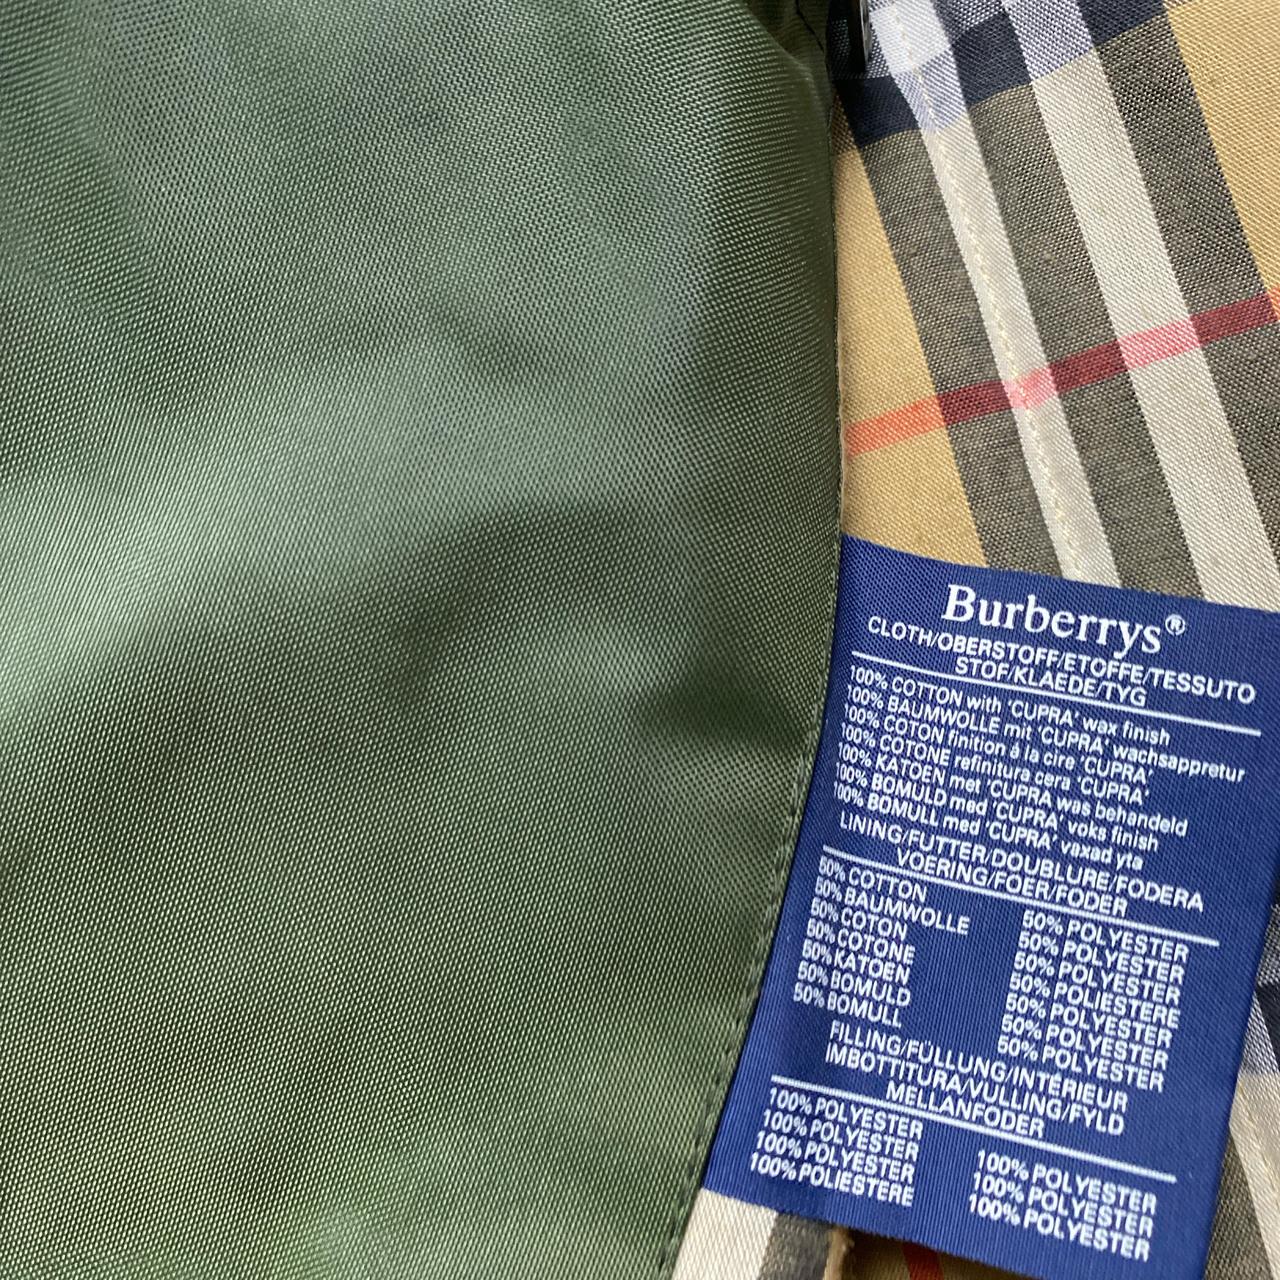 Burberrys®
CLOTH/OBERSTOFF/ETOFFE/TESSUTO
STOF/KLAEDE/TYG
100% COTTON with 'CUPRA' wax finish
100% BAUMWOLLE mit 'CUPRA' wachsappretur
100% COTON finition à la cire 'CUPRA'
100% COTONE refinitura cera 'CUPRA'
100% KATOEN met 'CUPRA' was behandeld
100% BOMULD med 'CUPRA' voks finish
100% BOMULL med 'CUPRA' vaxad yta
LINING/FUTTER/DOUBLURE/FODERA
VOERING/FOER/FODER
50% COTTON 50% POLYESTER
50% BAUMWOLLE 50% POLYESTER
50% COTON 50% POLYESTER
50% COTONE 50% POLIESTERE
50% KATOEN 50% POLYESTER
50% BOMULD 50% POLYESTER
50% BOMULL 50% POLYESTER
FILLING/FÜLLUNG/INTÉRIEUR
IMBOTTITURA/VULLING/FYLD
MELLANFODER
100% POLYESTER
100% POLYESTER 100% POLYESTER
100% POLYESTER 100% POLYESTER
100% POLIESTERE 100% POLYESTER